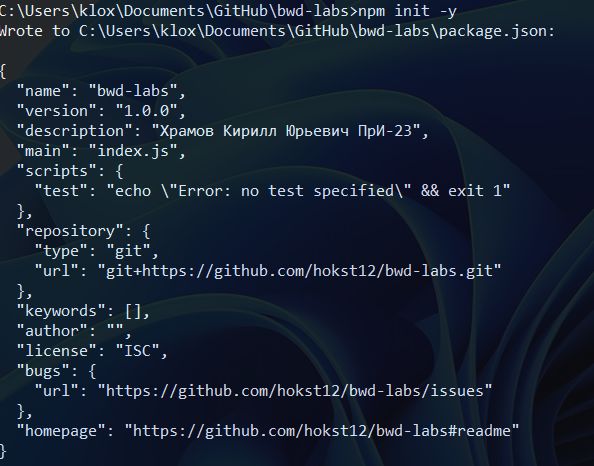 C:\Users\klox\Documents\GitHub\bwd-labs>npm init -y
Wrote to C:\Users\klox\Documents\GitHub\bwd-labs\package.json:
{
  "name": "bwd-labs",
  "version": "1.0.0",
  "description": "Храмов Кирилл Юрьевич ПрИ-23",
  "main": "index.js",
  "scripts": {
    "test": "echo \"Error: no test specified\" && exit 1"
  },
  "repository": {
    "type": "git",
    "url": "git+https://github.com/hokst12/bwd-labs.git"
  },
  "keywords": [],
  "author": "",
  "license": "ISC",
  "bugs": {
    "url": "https://github.com/hokst12/bwd-labs/issues"
  },
  "homepage": "https://github.com/hokst12/bwd-labs#readme"
}